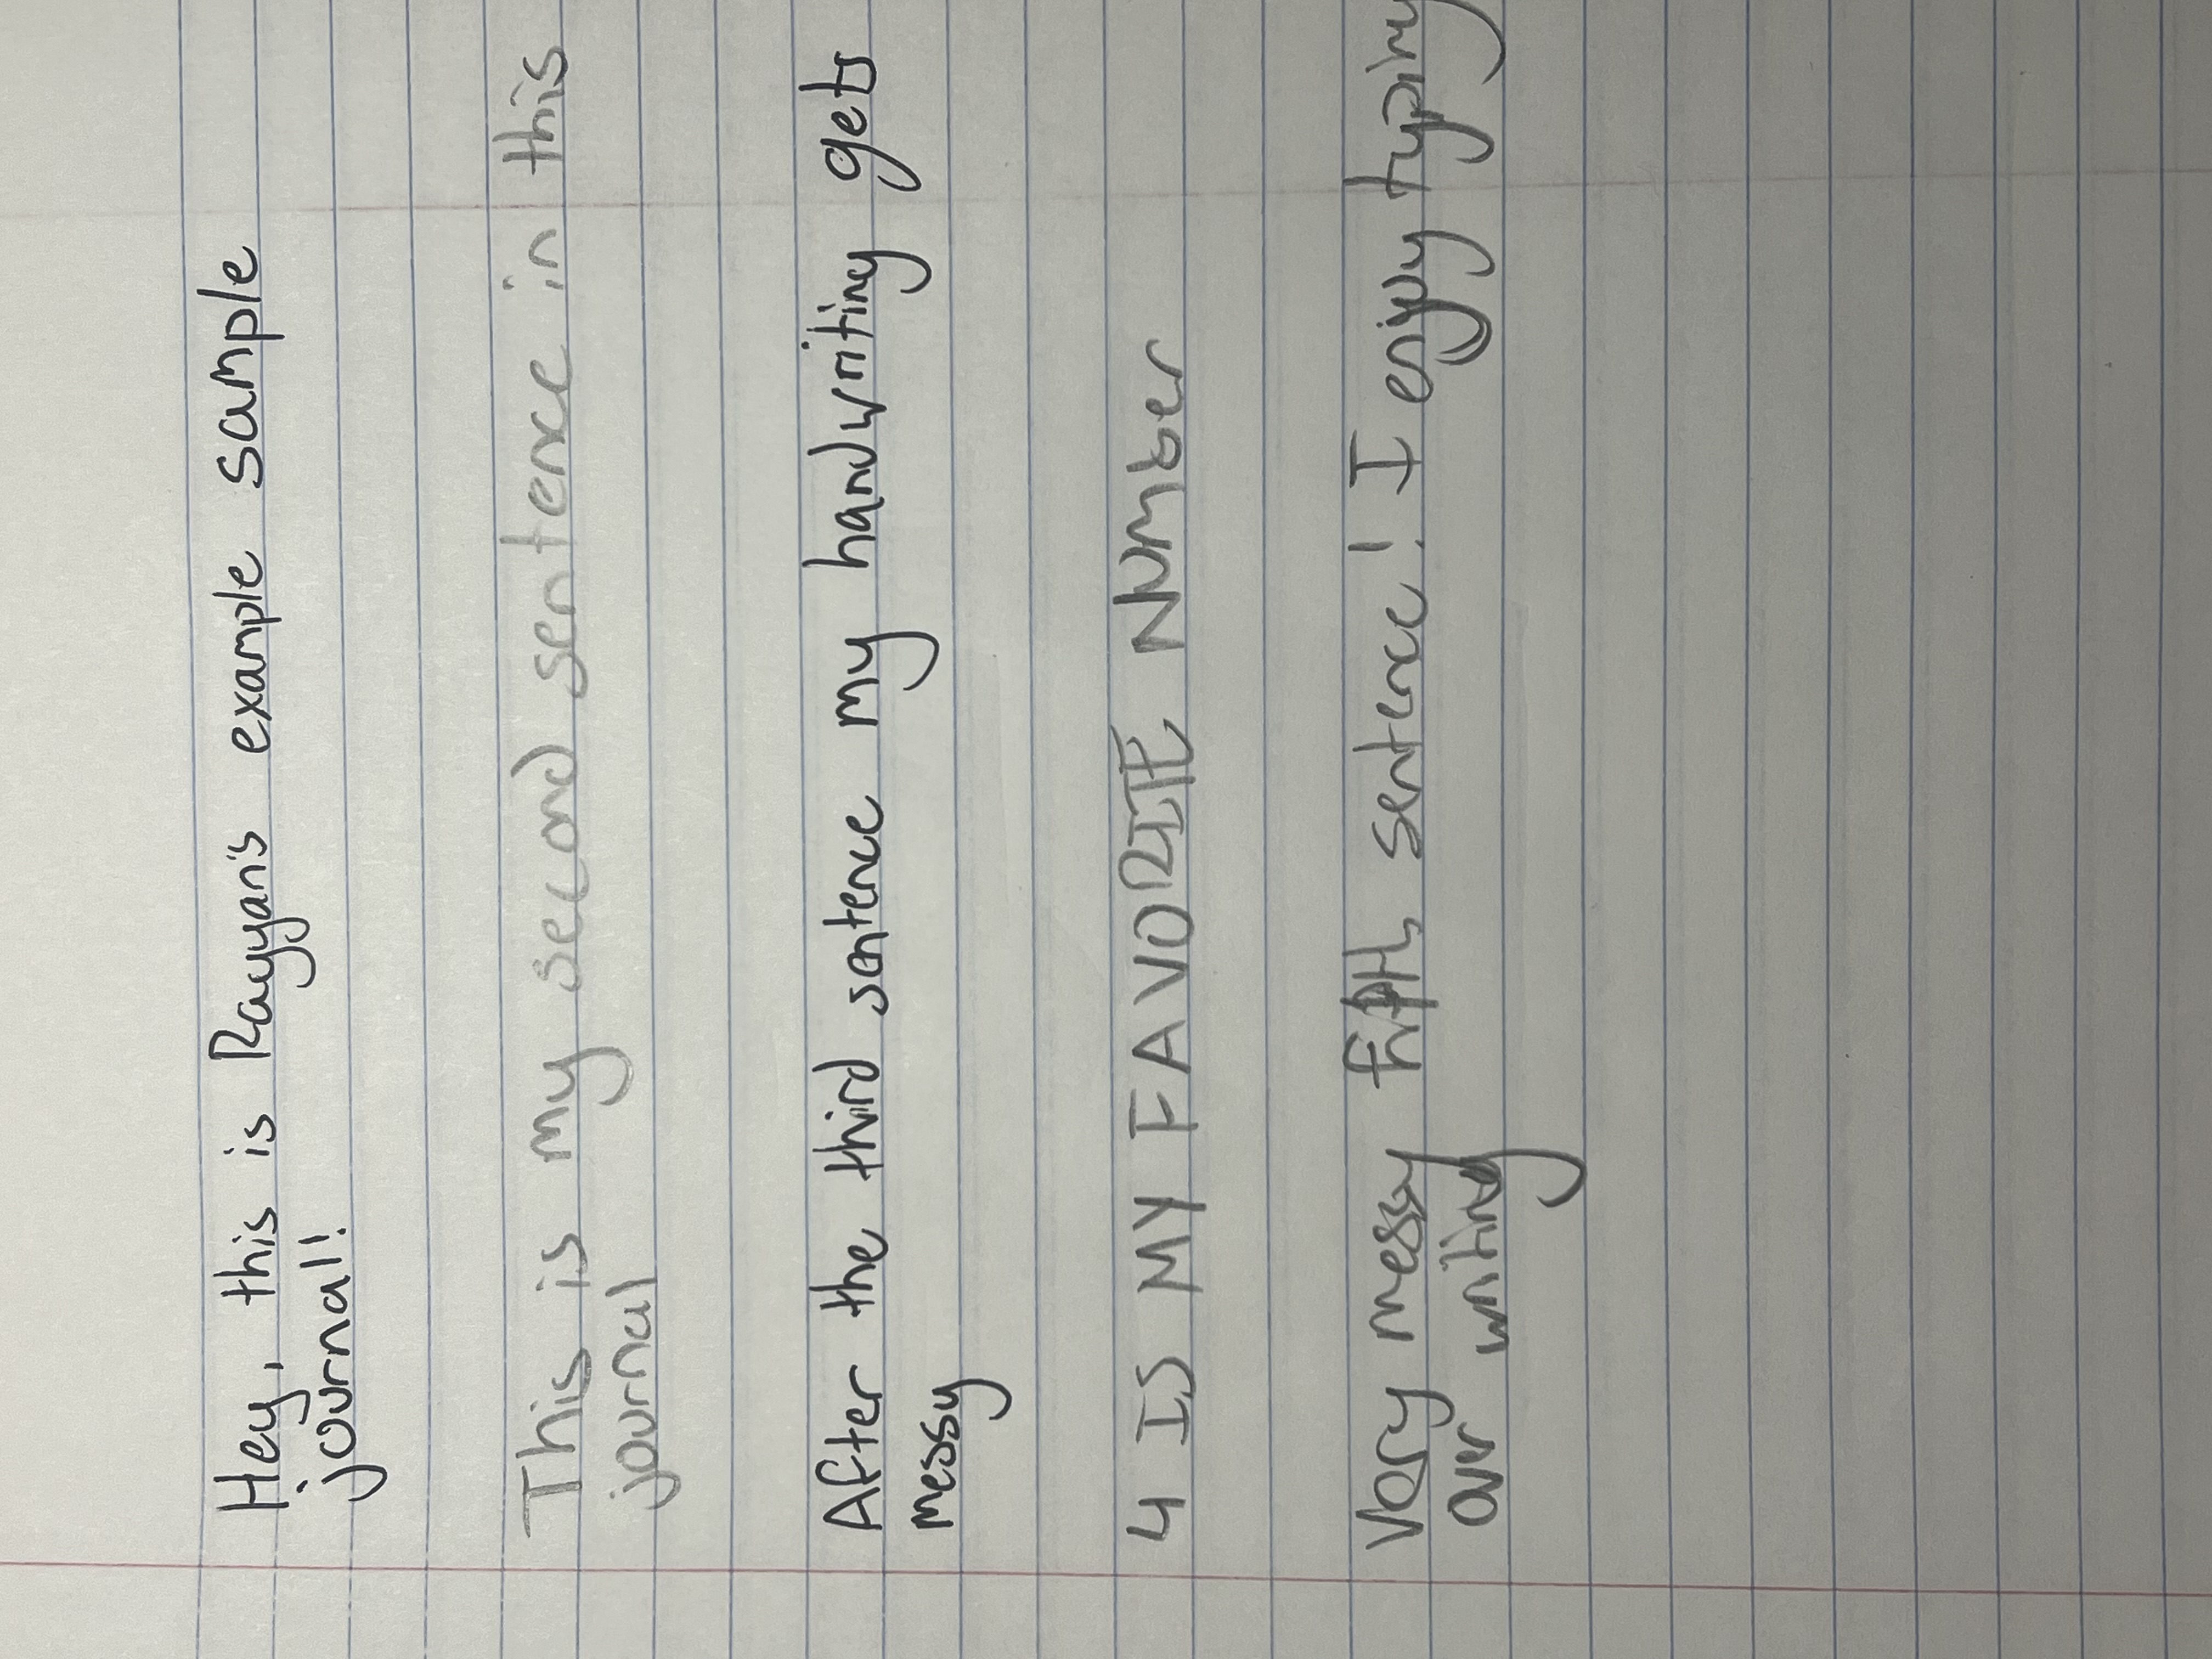 Hey, this is Rayyan's example sample
journal!
This is my second sentence in this
journal
After the third sentence my handwriting gets
messy
4 IS MY FAVORITE NUMber
Very messy fifth sentence! I enjoy typing
over writing